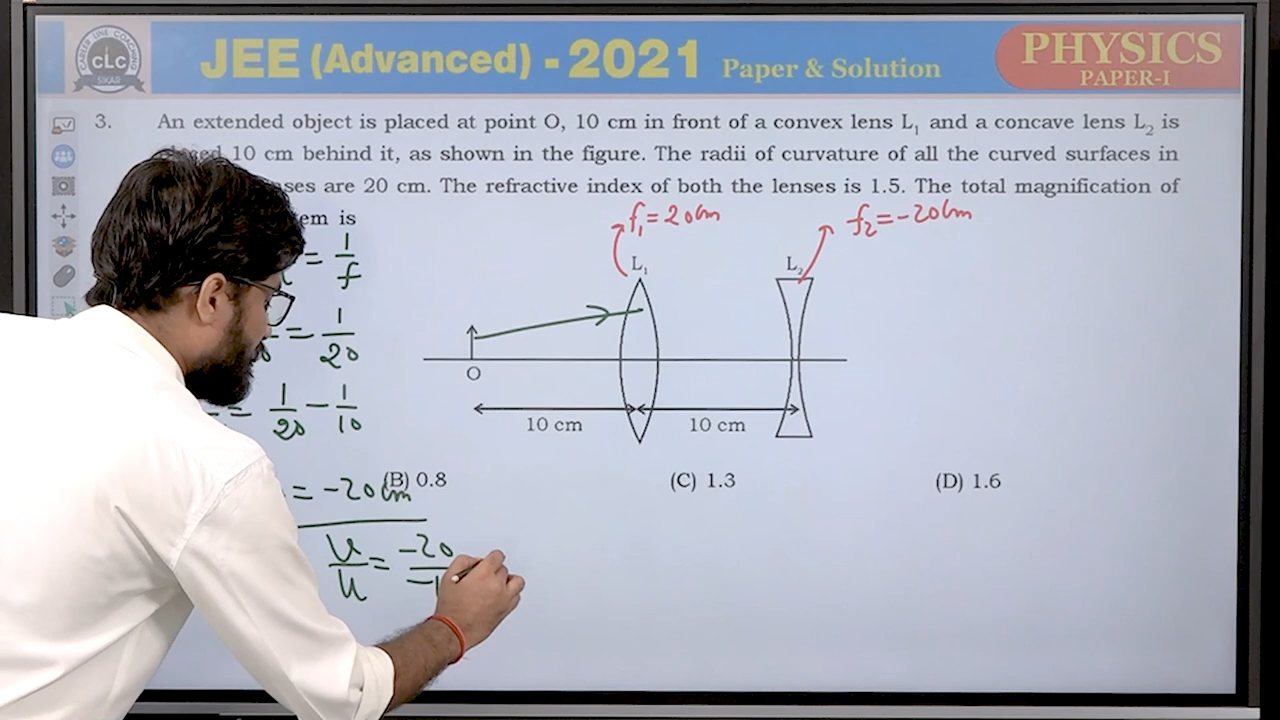 CAREER LINE COACHING
CLC
SIKAR
JEE (Advanced) - 2021 Paper & Solution
PHYSICS
PAPER-I
3. An extended object is placed at point O, 10 cm in front of a convex lens L₁ and a concave lens L₂ is
10 cm behind it, as shown in the figure. The radii of curvature of all the curved surfaces in
are 20 cm. The refractive index of both the lenses is 1.5. The total magnification of
is
f₁=20cm
f₂=-20cm
= 1/f
L₁
L₂
= 1/20
O
= 1/20 - 1/10
10 cm
10 cm
= -20cm
(B) 0.8
(C) 1.3
(D) 1.6
v/u = -20